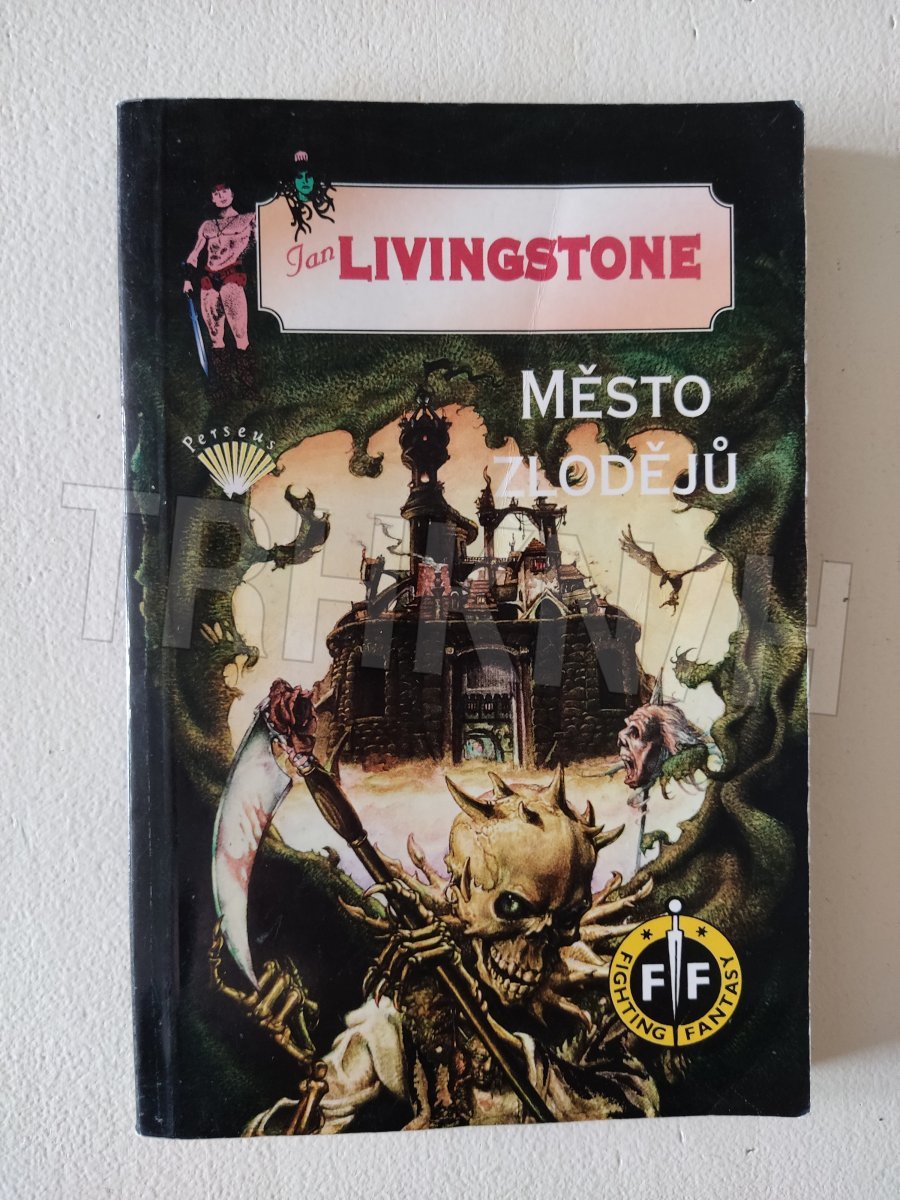 Ian LIVINGSTONE
MĚSTO
ZLODĚJŮ
Perseus
TRHKNIH
FF
FIGHTING FANTASY